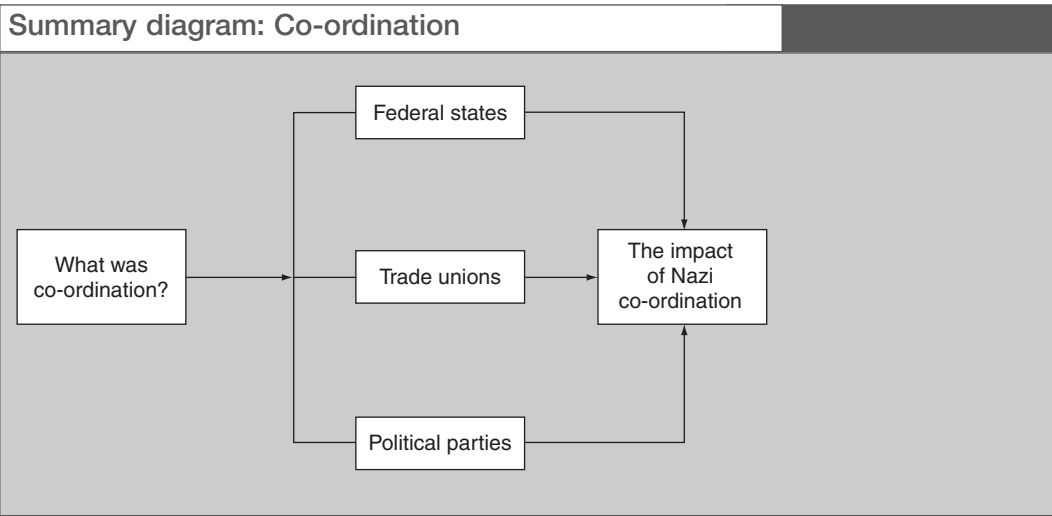 Summary diagram: Co-ordination
Federal states
What was
co-ordination?
Trade unions
The impact
of Nazi
co-ordination
Political parties